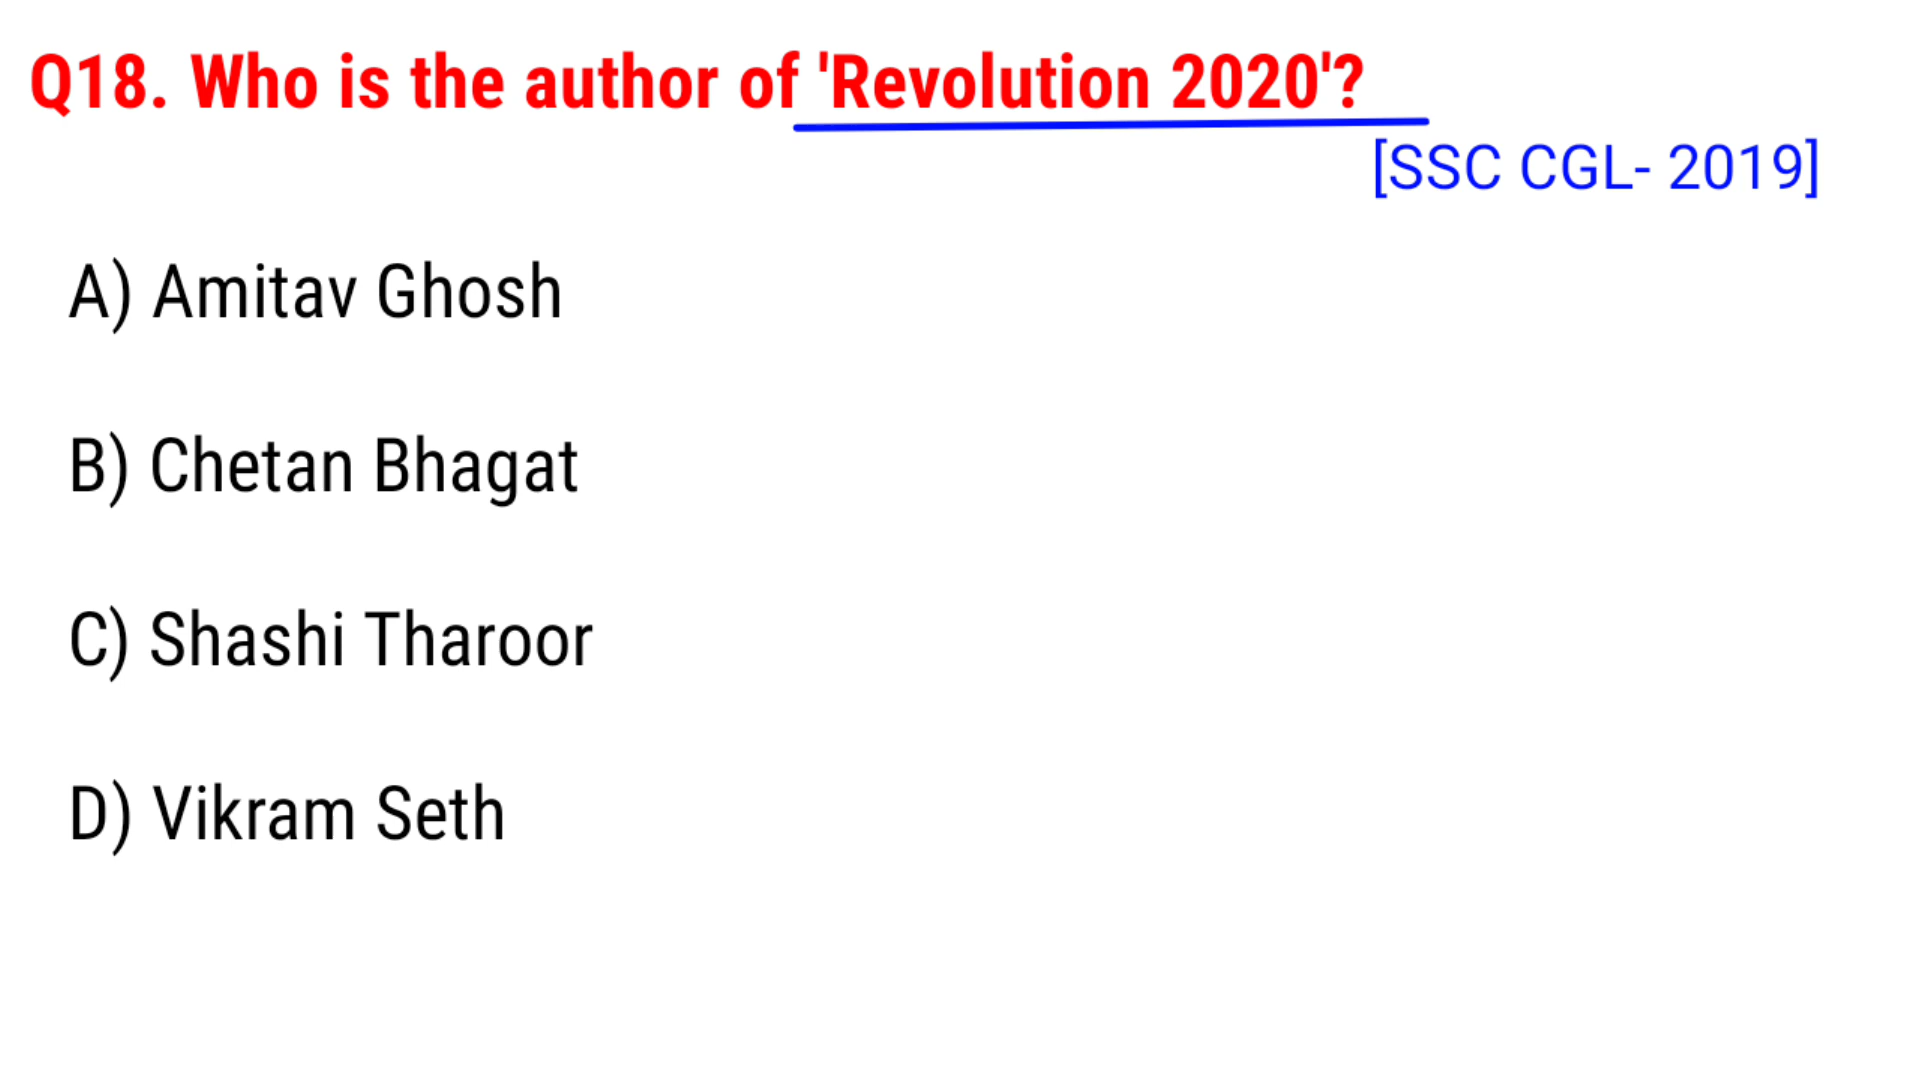 Q18. Who is the author of 'Revolution 2020'?
[SSC CGL- 2019]
A) Amitav Ghosh
B) Chetan Bhagat
C) Shashi Tharoor
D) Vikram Seth